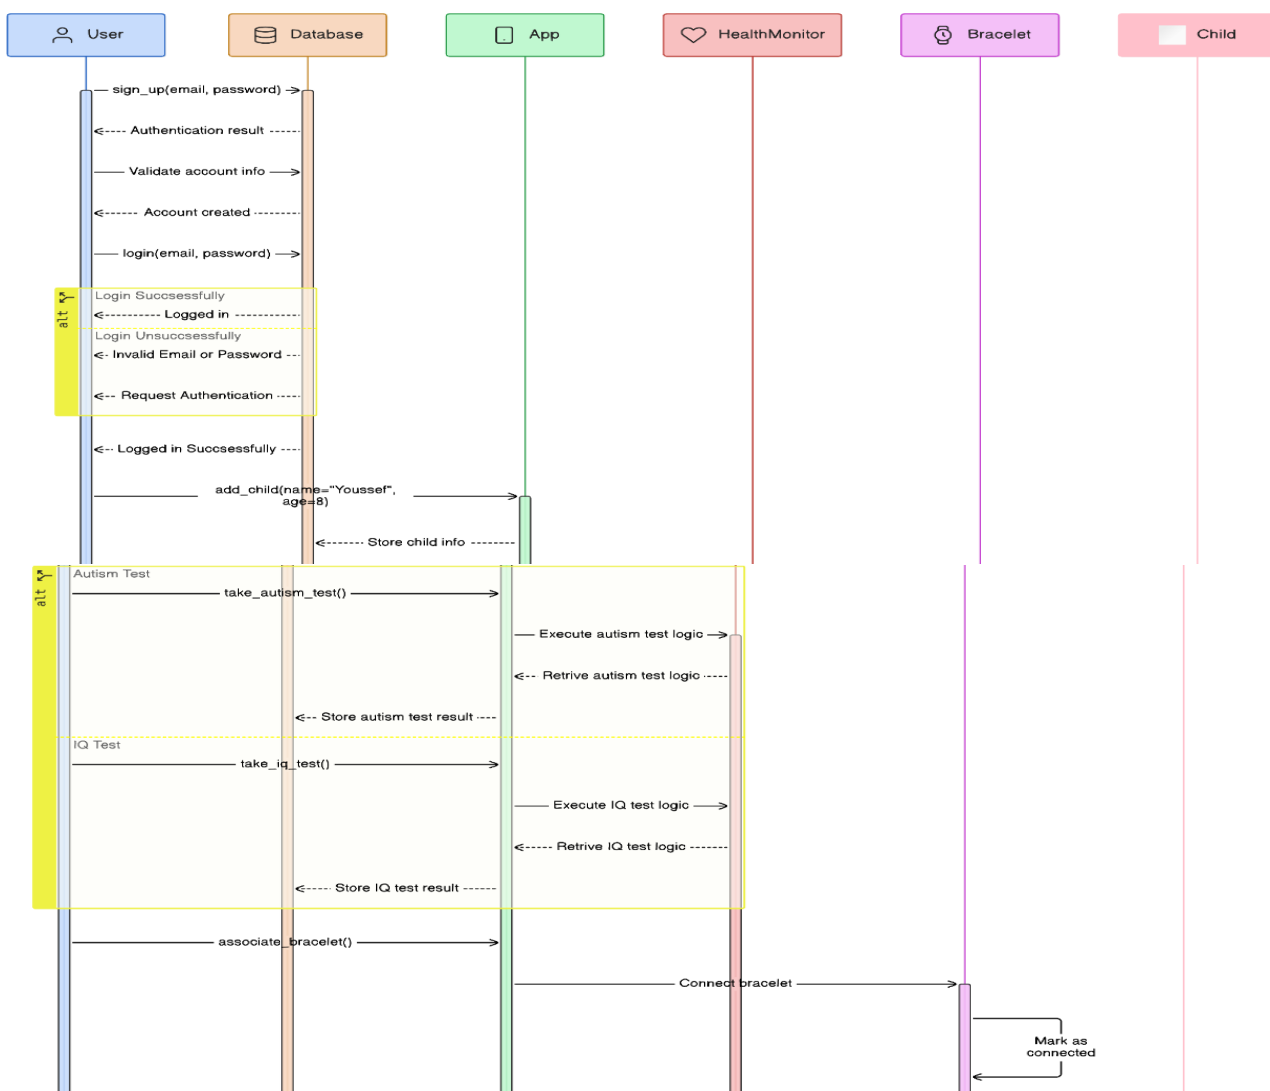 User
Database
App
HealthMonitor
Bracelet
Child
sign_up(email, password)
Authentication result
Validate account info
Account created
login(email, password)
alt
Login Succsessfully
Logged in
Login Unsuccsessfully
Invalid Email or Password
Request Authentication
Logged in Succsessfully
add_child(name="Youssef",
age=8)
Store child info
alt
Autism Test
take_autism_test()
Execute autism test logic
Retrive autism test logic
Store autism test result
IQ Test
take_iq_test()
Execute IQ test logic
Retrive IQ test logic
Store IQ test result
associate_bracelet()
Connect bracelet
Mark as
connected